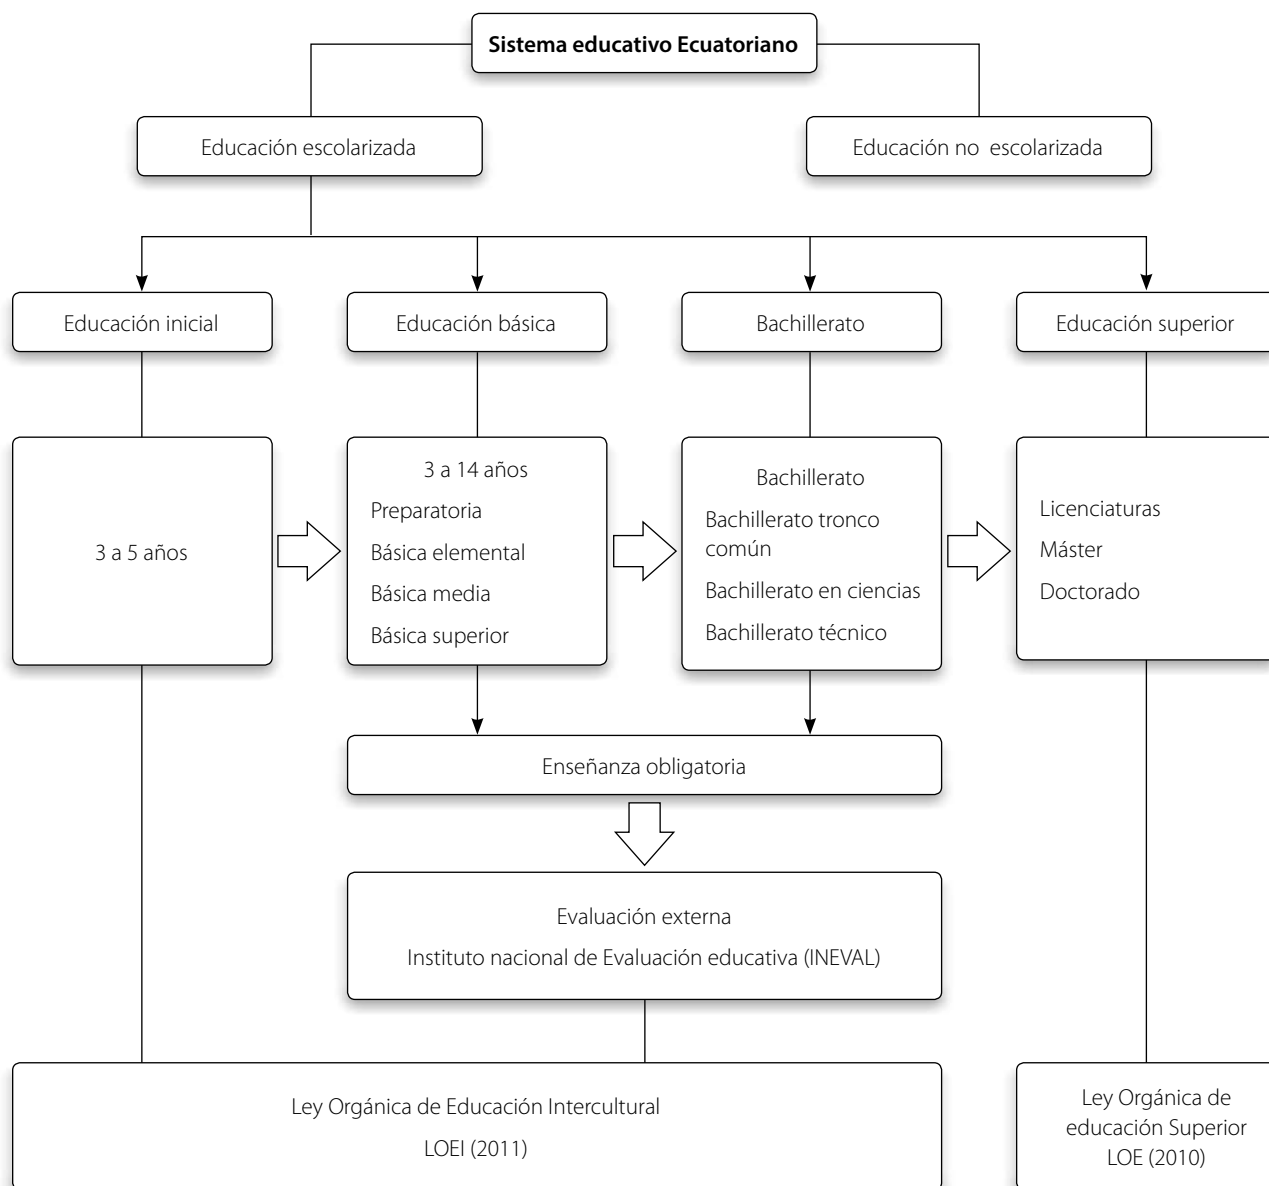 Sistema educativo Ecuatoriano
Educación escolarizada
Educación no escolarizada
Educación inicial
Educación básica
Bachillerato
Educación superior
3 a 5 años
3 a 14 años
Preparatoria
Básica elemental
Básica media
Básica superior
Bachillerato
Bachillerato tronco
común
Bachillerato en ciencias
Bachillerato técnico
Licenciaturas
Máster
Doctorado
Enseñanza obligatoria
Evaluación externa
Instituto nacional de Evaluación educativa (INEVAL)
Ley Orgánica de Educación Intercultural
LOEI (2011)
Ley Orgánica de
educación Superior
LOE (2010)